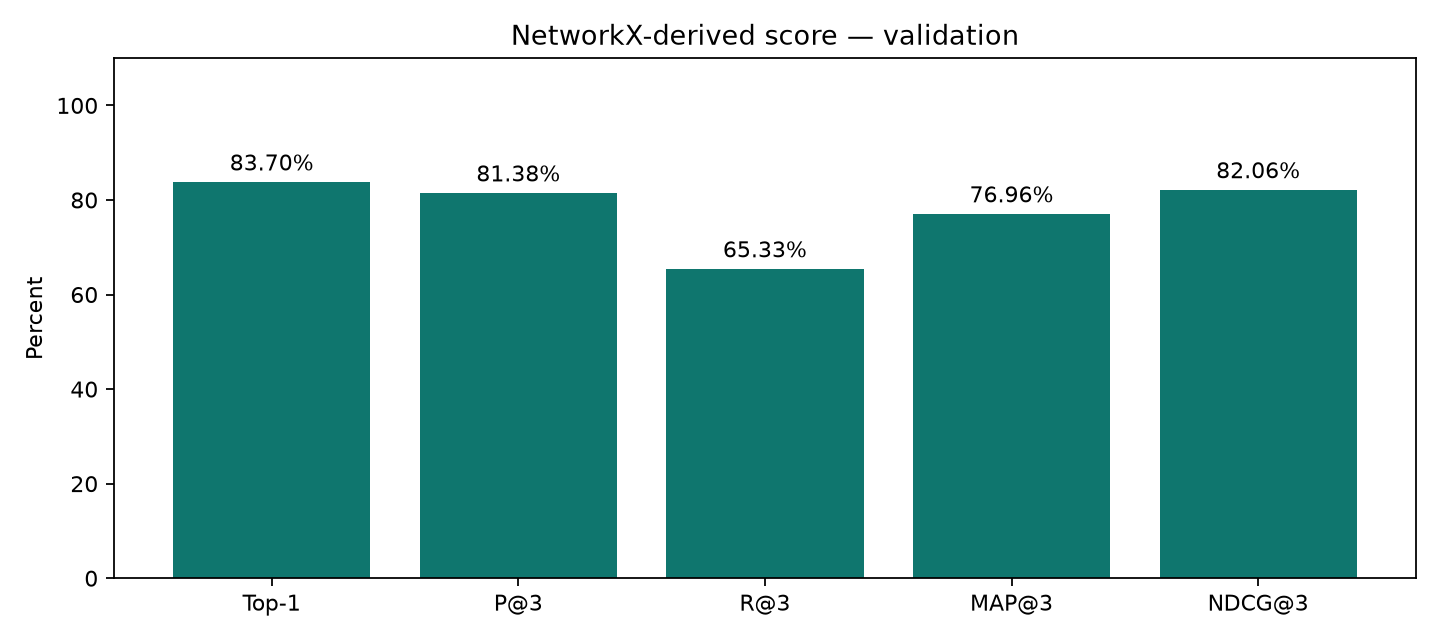 NetworkX-derived score — validation
Percent
100
80
60
40
20
0
83.70%
81.38%
65.33%
76.96%
82.06%
Top-1
P@3
R@3
MAP@3
NDCG@3